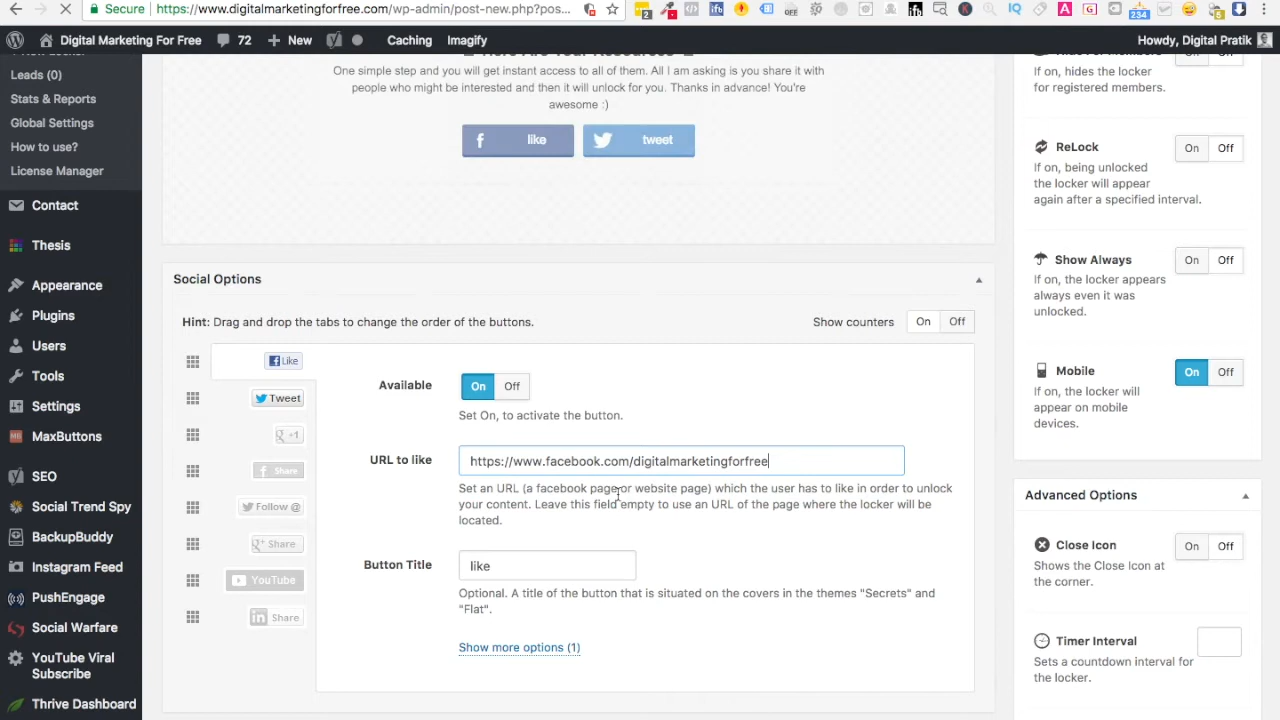 Secure https://www.digitalmarketingforfree.com/wp-admin/post-new.php?pos...
Digital Marketing For Free 72 New Caching Imagify Howdy, Digital Pratik
Leads (0)
Stats & Reports
Global Settings
How to use?
License Manager
Contact
Thesis
Appearance
Plugins
Users
Tools
Settings
MaxButtons
SEO
Social Trend Spy
BackupBuddy
Instagram Feed
PushEngage
Social Warfare
YouTube Viral
Subscribe
Thrive Dashboard
One simple step and you will get instant access to all of them. All I am asking is you share it with
people who might be interested and then it will unlock for you. Thanks in advance! You're
awesome :)
like
tweet
Social Options
Hint: Drag and drop the tabs to change the order of the buttons.
Show counters On Off
Like
Tweet
+1
Share
Follow @
Share
YouTube
Share
Available On Off
Set On, to activate the button.
URL to like https://www.facebook.com/digitalmarketingforfree
Set an URL (a facebook page or website page) which the user has to like in order to unlock
your content. Leave this field empty to use an URL of the page where the locker will be
located.
Button Title like
Optional. A title of the button that is situated on the covers in the themes "Secrets" and
"Flat".
Show more options (1)
If on, hides the locker
for registered members.
ReLock On Off
If on, being unlocked
the locker will appear
again after a specified interval.
Show Always On Off
If on, the locker appears
always even it was
unlocked.
Mobile On Off
If on, the locker will
appear on mobile
devices.
Advanced Options
Close Icon On Off
Shows the Close Icon at
the corner.
Timer Interval
Sets a countdown interval for
the locker.